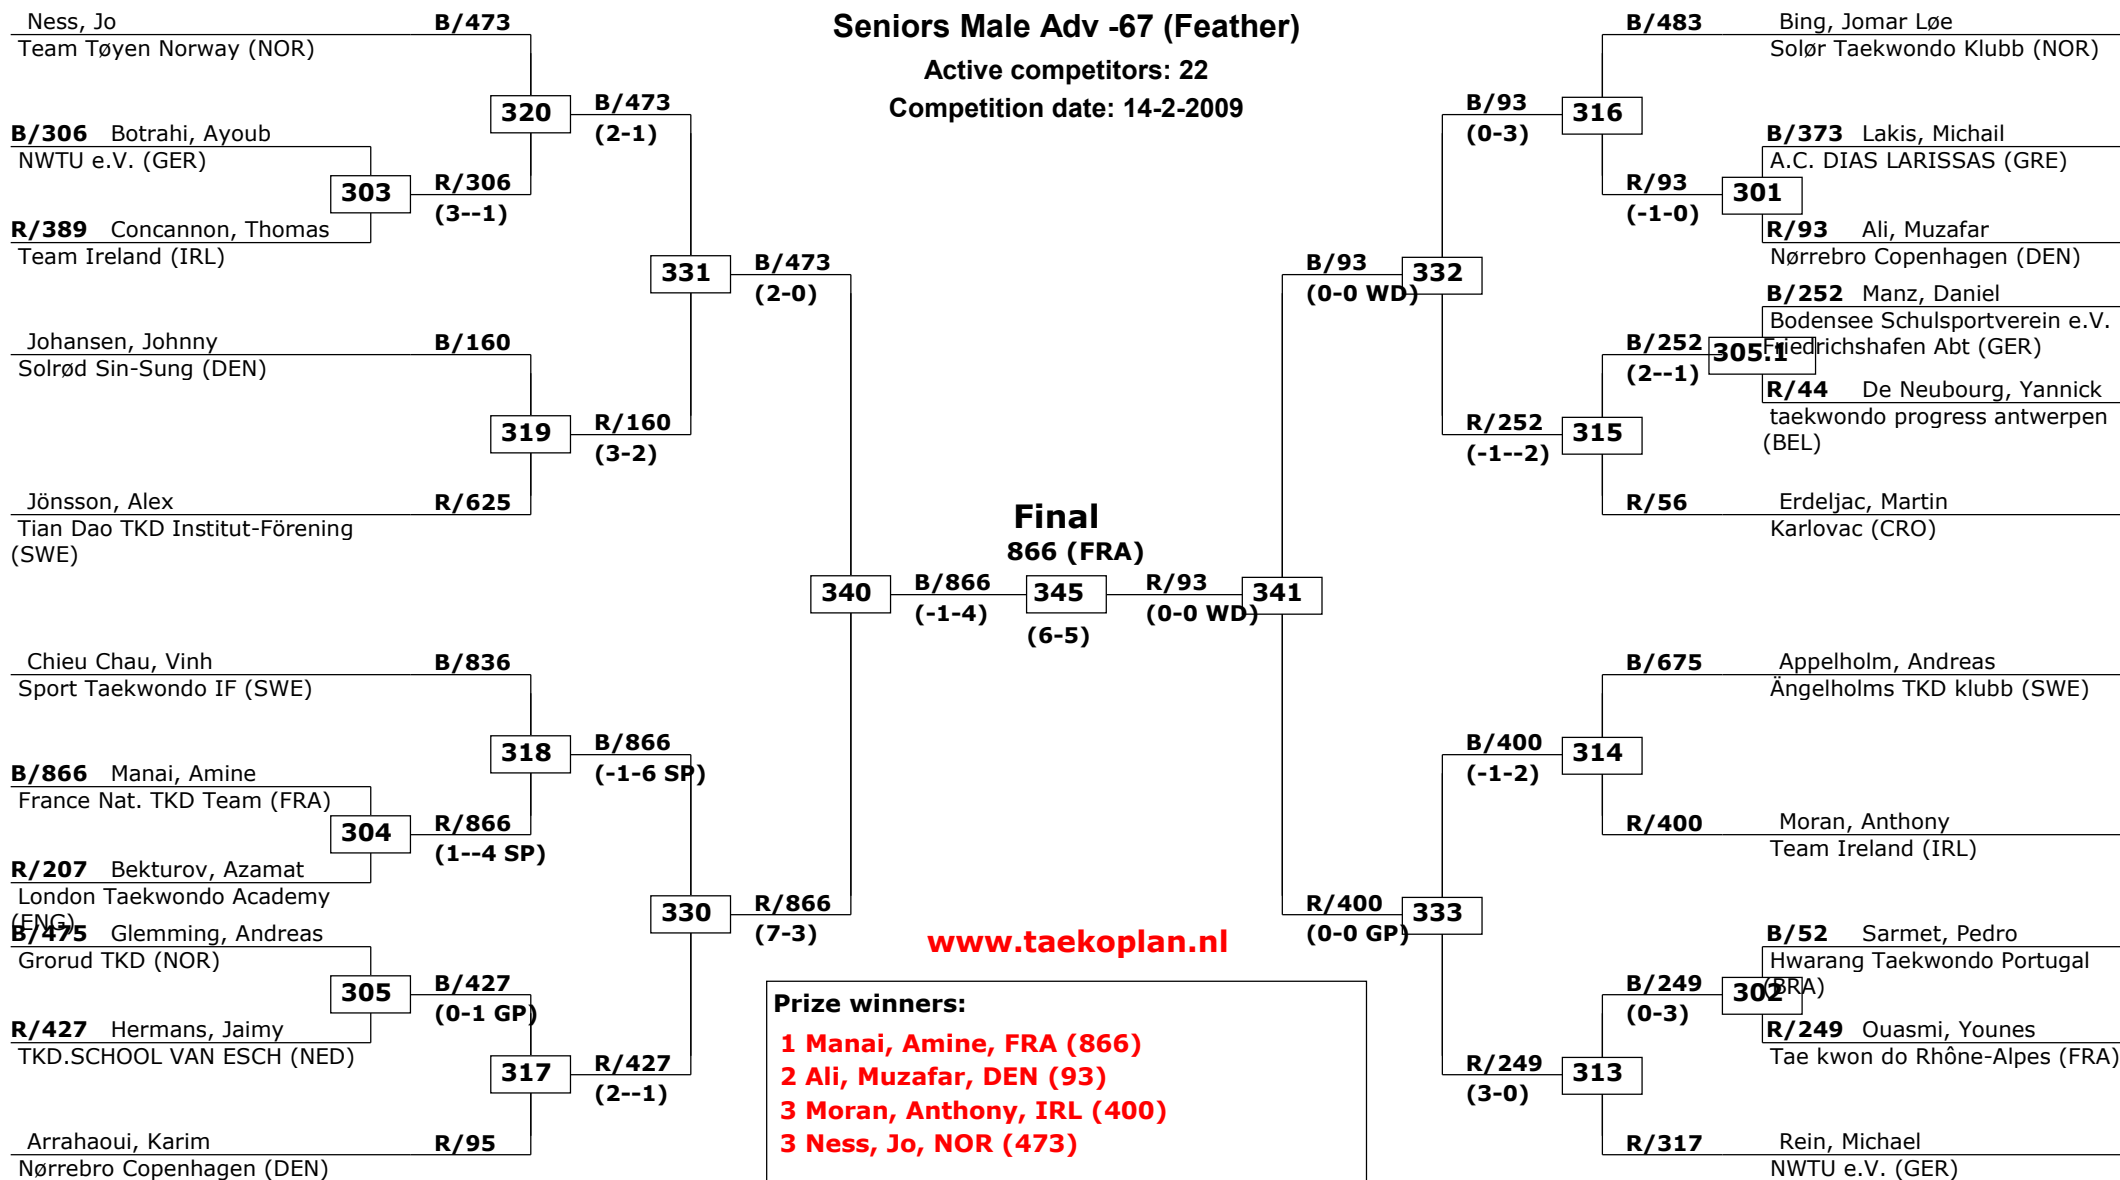 Seniors Male Adv -67 (Feather)
Active competitors: 22
Competition date: 14-2-2009
Ness, Jo
B/473
Team Tøyen Norway (NOR)
320
B/473
(2-1)
B/306 Botrahi, Ayoub
NWTU e.V. (GER)
303
R/306
(3--1)
R/389 Concannon, Thomas
Team Ireland (IRL)
331
B/473
(2-0)
Johansen, Johnny
B/160
Solrød Sin-Sung (DEN)
319
R/160
(3-2)
Jönsson, Alex
R/625
Tian Dao TKD Institut-Förening
(SWE)
340
B/866
(-1-4)
Chieu Chau, Vinh
B/836
Sport Taekwondo IF (SWE)
318
B/866
(-1-6 SP)
B/866 Manai, Amine
France Nat. TKD Team (FRA)
304
R/866
(1--4 SP)
R/207 Bekturov, Azamat
London Taekwondo Academy
(ENG)
330
R/866
(7-3)
B/475 Glemming, Andreas
Grorud TKD (NOR)
305
B/427
(0-1 GP)
R/427 Hermans, Jaimy
TKD.SCHOOL VAN ESCH (NED)
317
R/427
(2--1)
Arrahaoui, Karim
R/95
Nørrebro Copenhagen (DEN)
Final
866 (FRA)
345
(6-5)
R/93
(0-0 WD)
341
B/483
Bing, Jomar Løe
Solør Taekwondo Klubb (NOR)
B/93
(0-3)
316
B/373 Lakis, Michail
A.C. DIAS LARISSAS (GRE)
R/93
(-1-0)
301
R/93 Ali, Muzafar
Nørrebro Copenhagen (DEN)
B/93
(0-0 WD)
332
B/252 Manz, Daniel
Bodensee Schulsportverein e.V.
Friedrichshafen Abt (GER)
B/252
(2--1)
305.1
R/44 De Neubourg, Yannick
taekwondo progress antwerpen
(BEL)
R/252
(-1--2)
315
R/56
Erdeljac, Martin
Karlovac (CRO)
B/675
Appelholm, Andreas
Ängelholms TKD klubb (SWE)
B/400
(-1-2)
314
R/400
Moran, Anthony
Team Ireland (IRL)
R/400
(0-0 GP)
333
B/52 Sarmet, Pedro
Hwarang Taekwondo Portugal
(BRA)
B/249
(0-3)
302
R/249 Ouasmi, Younes
Tae kwon do Rhône-Alpes (FRA)
R/249
(3-0)
313
R/317
Rein, Michael
NWTU e.V. (GER)
www.taekoplan.nl
Prize winners:
1 Manai, Amine, FRA (866)
2 Ali, Muzafar, DEN (93)
3 Moran, Anthony, IRL (400)
3 Ness, Jo, NOR (473)